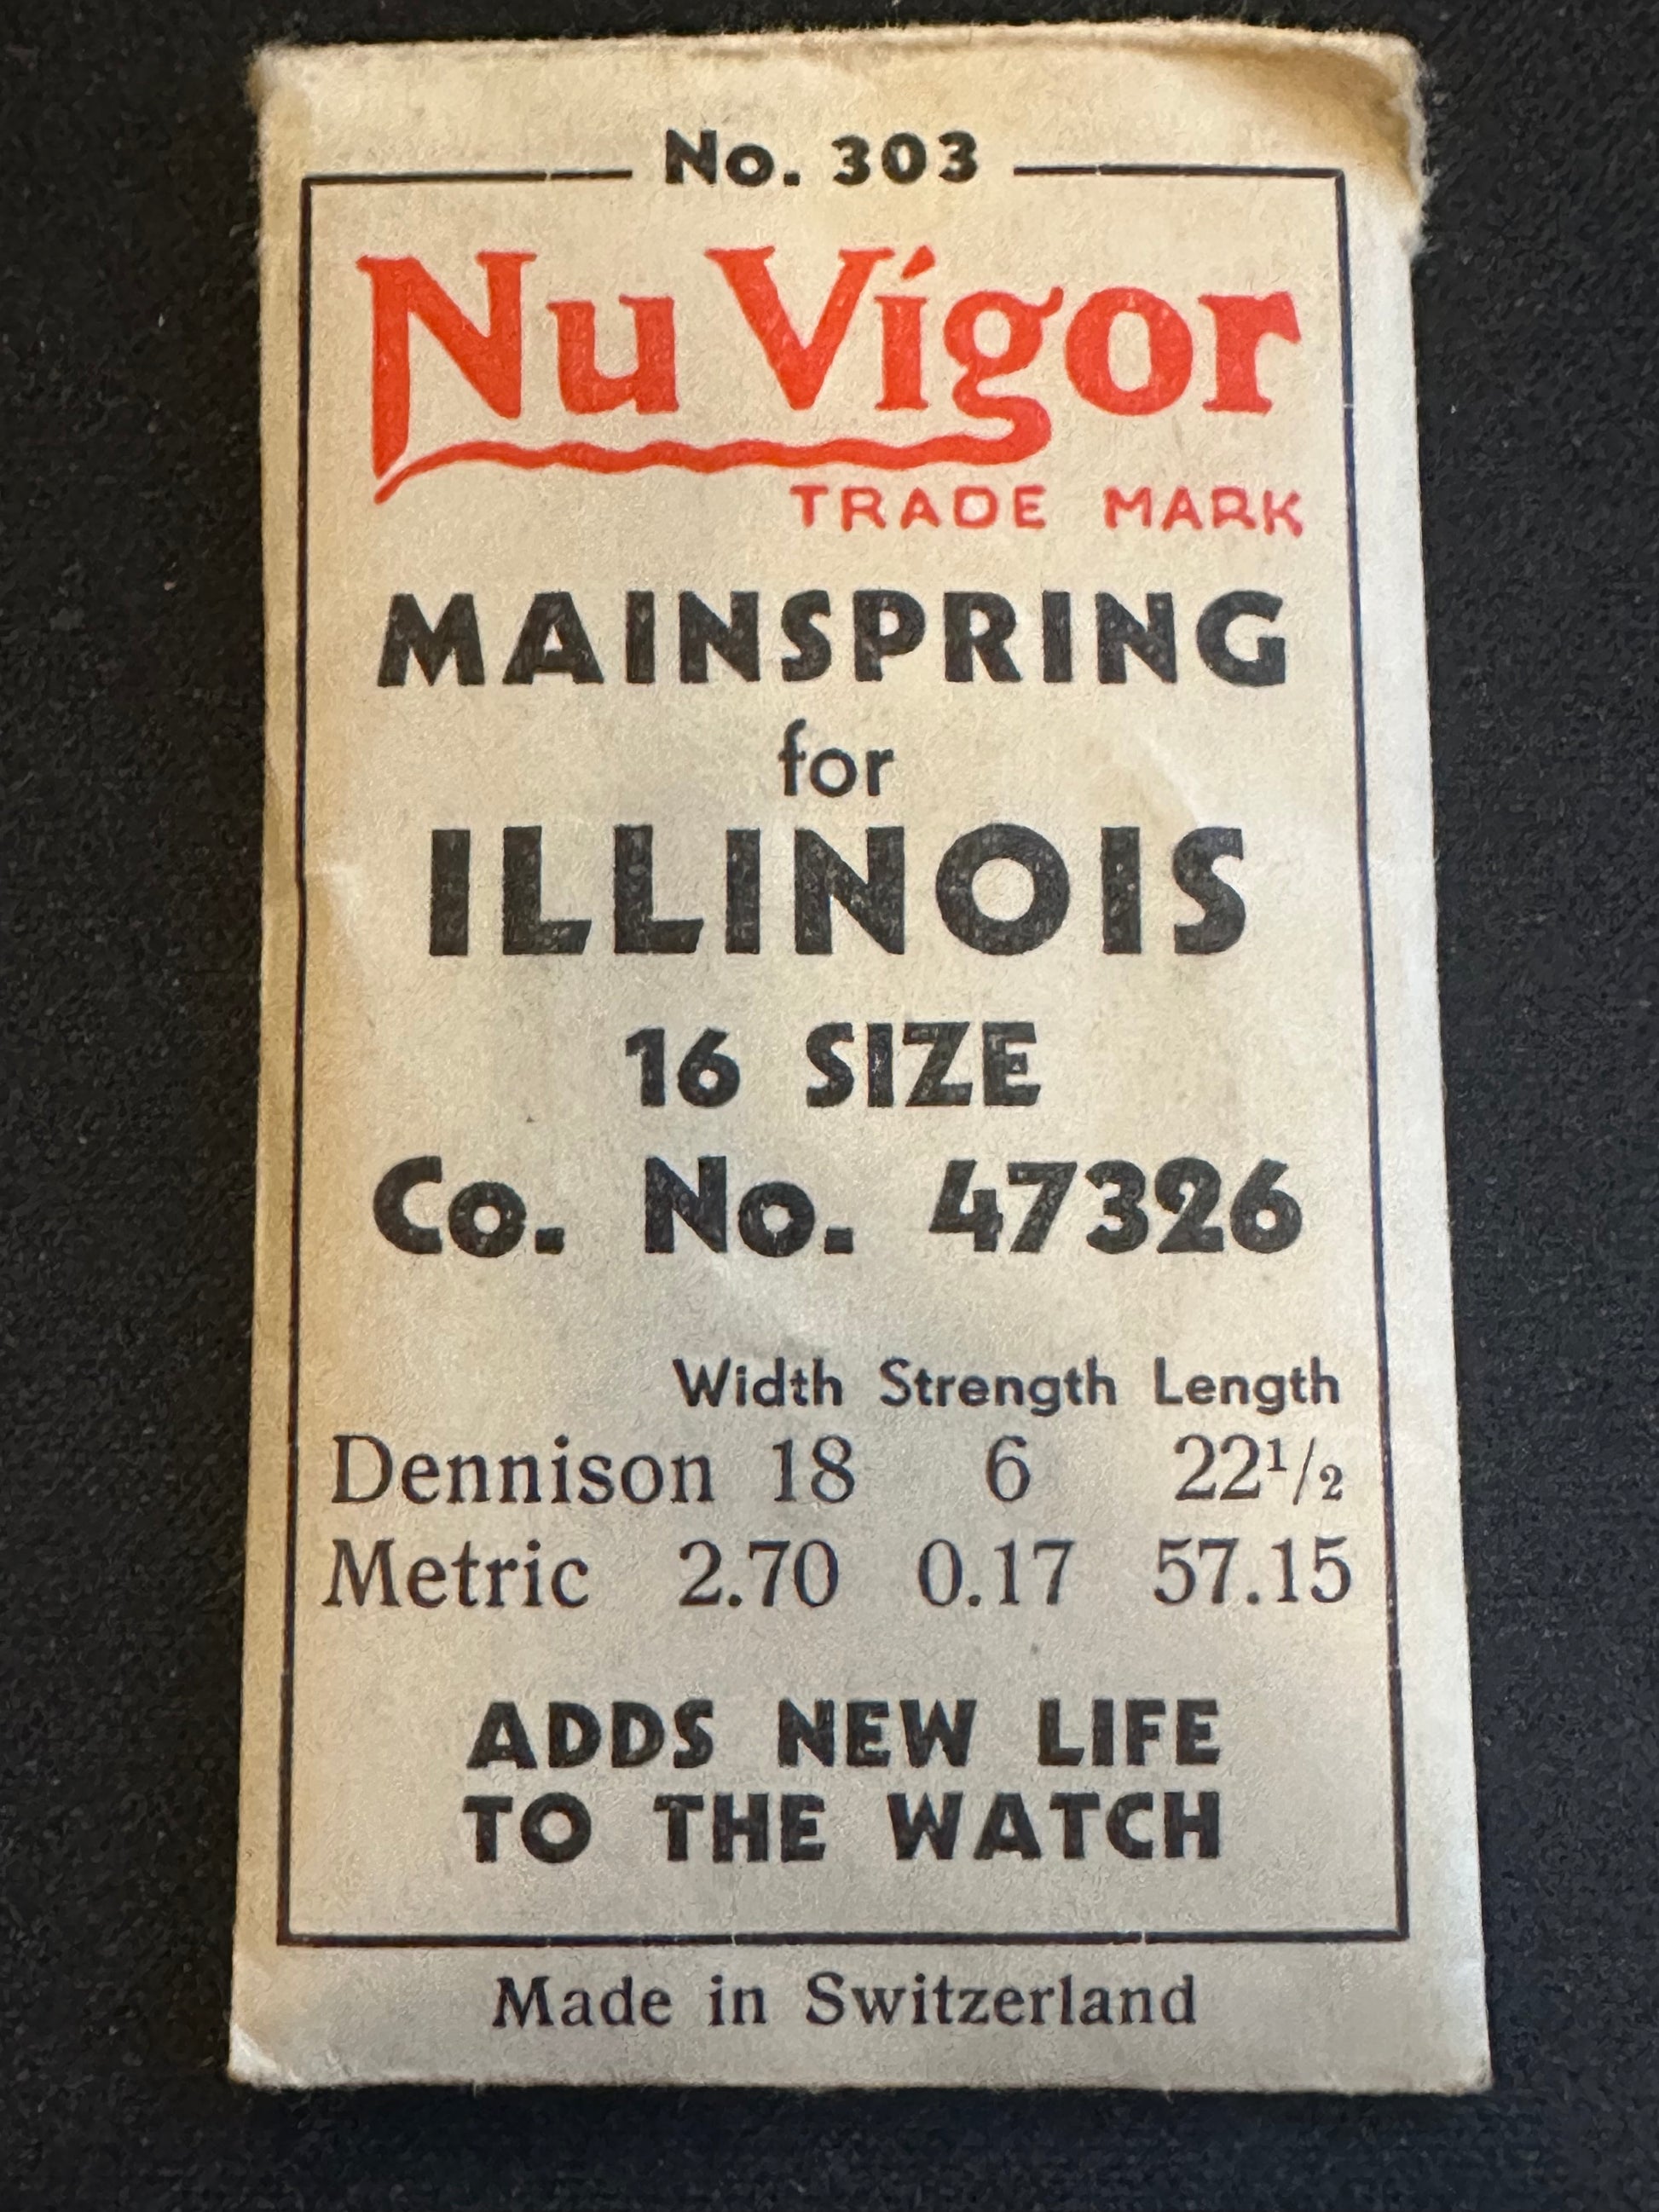 No. 303
Nu Vigor
TRADE MARK
MAINSPRING
for
ILLINOIS
16 SIZE
Co. No. 47326
Width Strength Length
Dennison 18 6 22¹/₂
Metric 2.70 0.17 57.15
ADDS NEW LIFE
TO THE WATCH
Made in Switzerland